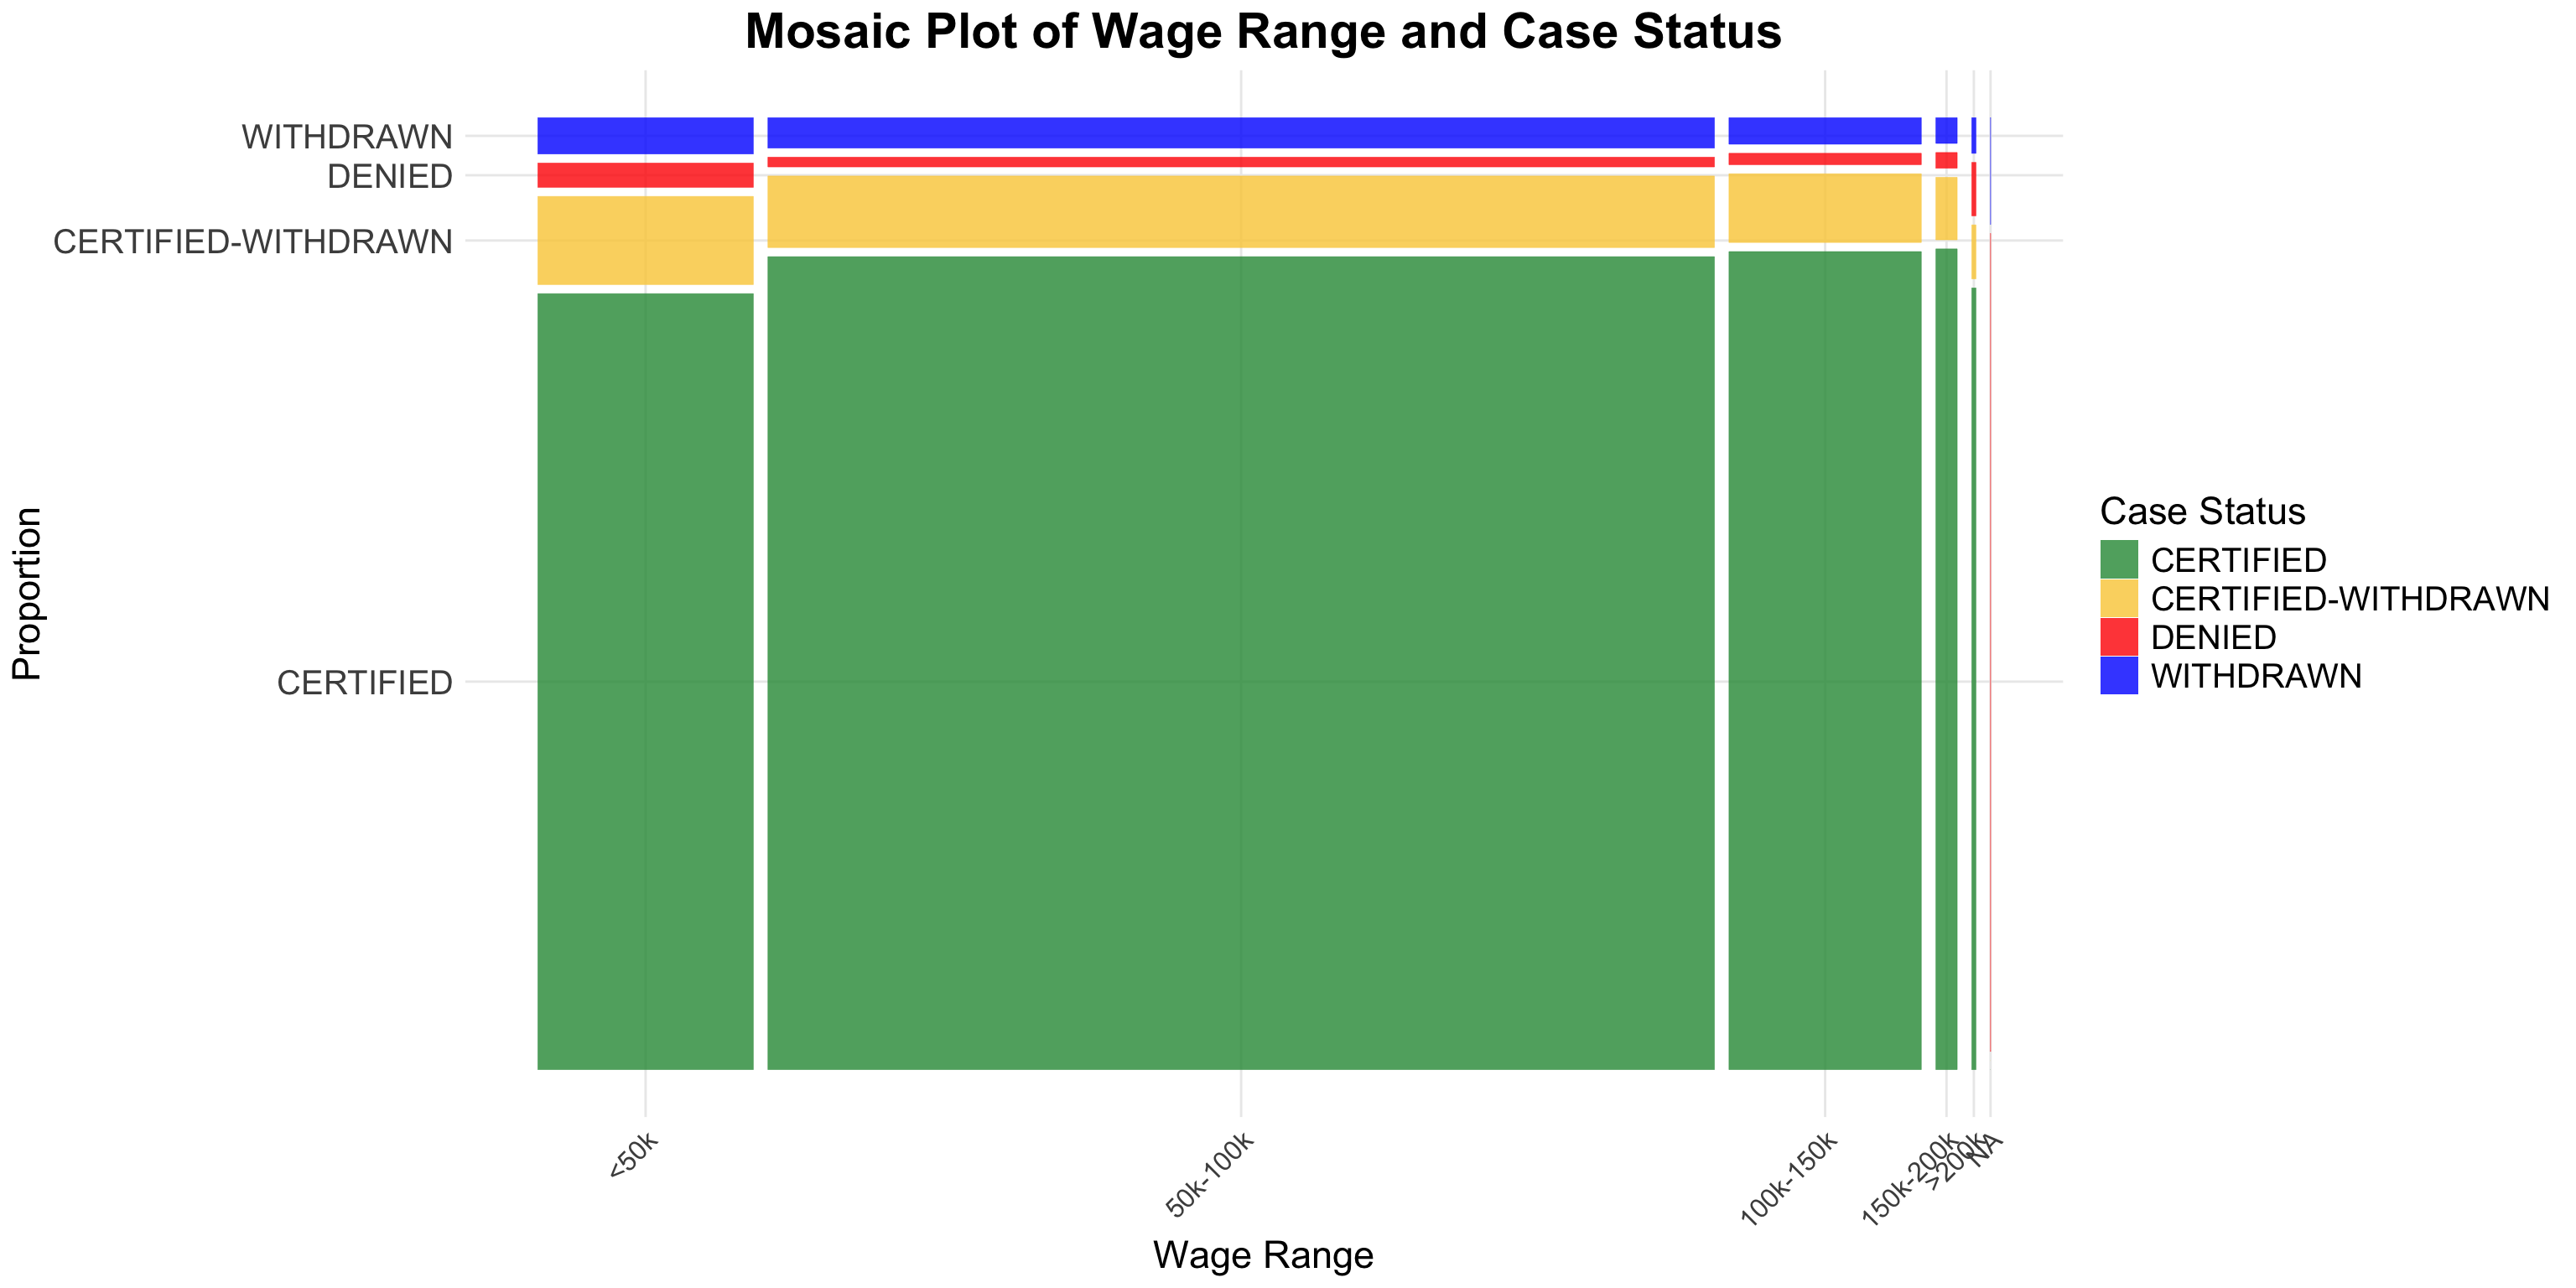 Mosaic Plot of Wage Range and Case Status
WITHDRAWN
DENIED
CERTIFIED-WITHDRAWN
CERTIFIED
Proportion
<50k
50k-100k
100k-150k
150k-200k
>200k
NA
Wage Range
Case Status
CERTIFIED
CERTIFIED-WITHDRAWN
DENIED
WITHDRAWN